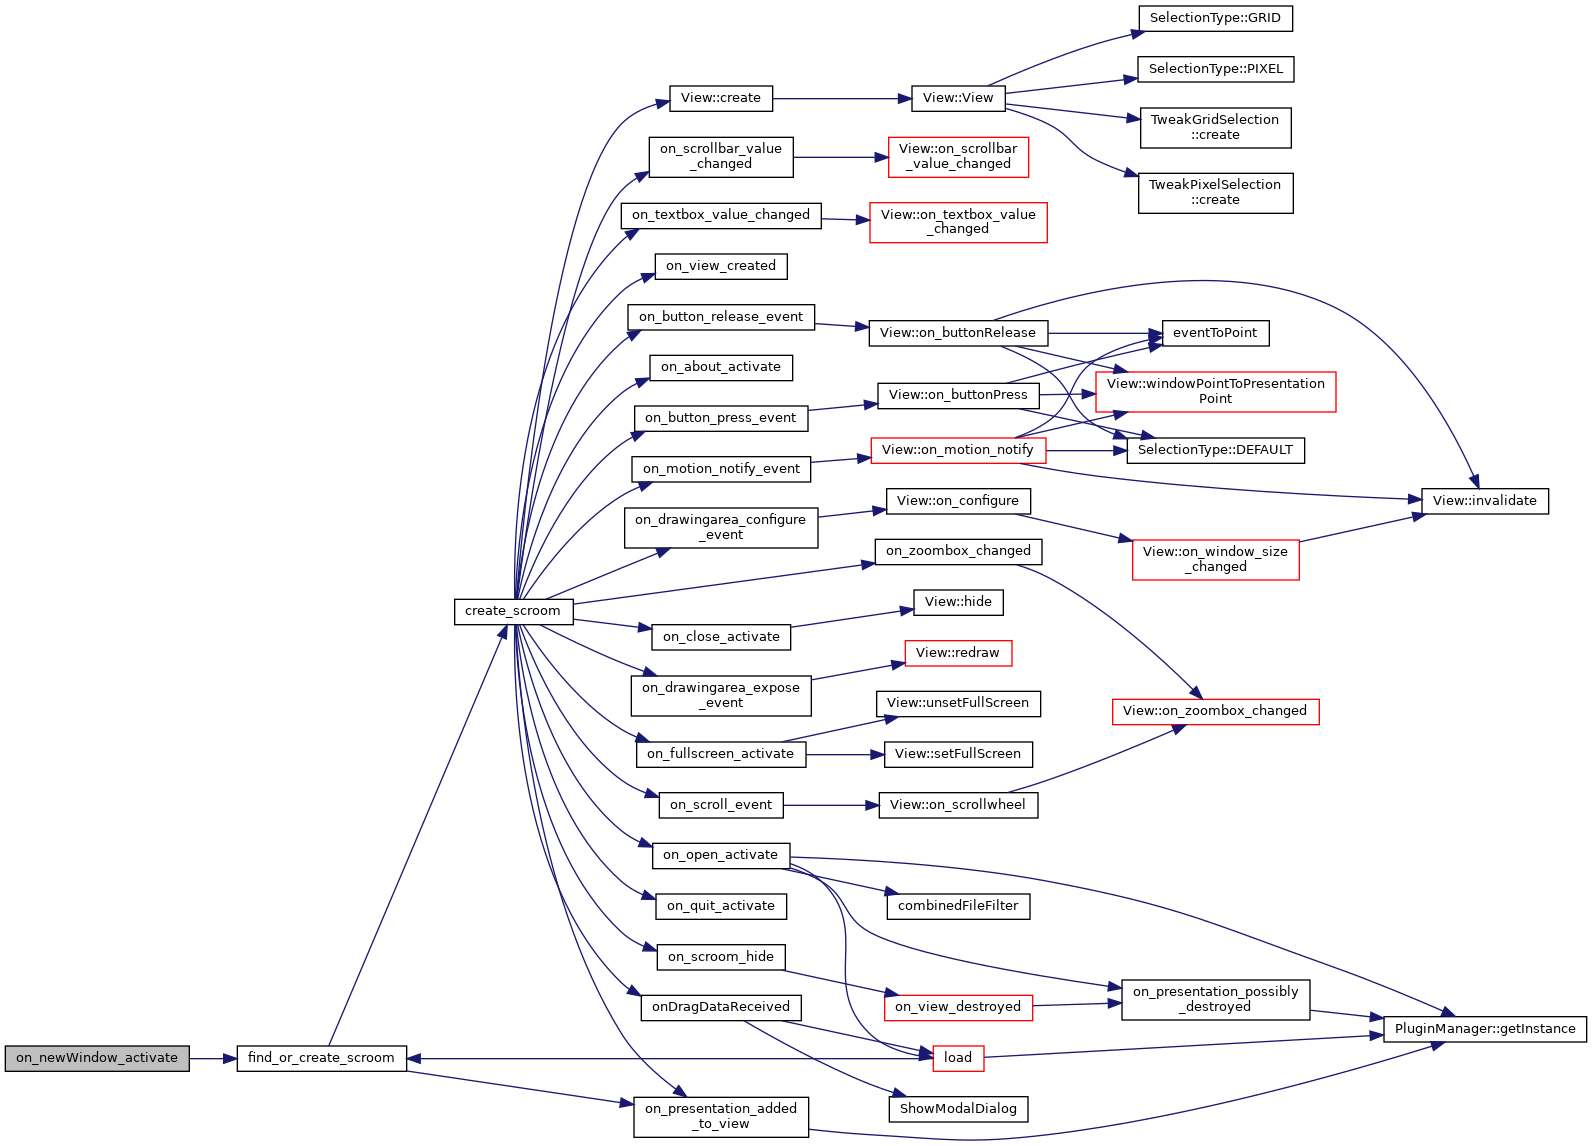 SelectionType::GRID
SelectionType::PIXEL
View::create
View::View
TweakGridSelection
::create
on_scrollbar_value
_changed
View::on_scrollbar
_value_changed
TweakPixelSelection
::create
on_textbox_value_changed
View::on_textbox_value
_changed
on_view_created
on_button_release_event
View::on_buttonRelease
eventToPoint
on_about_activate
View::windowPointToPresentation
Point
on_button_press_event
View::on_buttonPress
on_motion_notify_event
View::on_motion_notify
SelectionType::DEFAULT
on_drawingarea_configure
_event
View::on_configure
View::invalidate
on_zoombox_changed
View::on_window_size
_changed
create_scroom
View::hide
on_close_activate
View::redraw
on_drawingarea_expose
_event
View::unsetFullScreen
View::on_zoombox_changed
on_fullscreen_activate
View::setFullScreen
on_scroll_event
View::on_scrollwheel
on_open_activate
combinedFileFilter
on_quit_activate
on_scroom_hide
on_presentation_possibly
_destroyed
onDragDataReceived
on_view_destroyed
PluginManager::getInstance
on_newWindow_activate
find_or_create_scroom
load
on_presentation_added
_to_view
ShowModalDialog